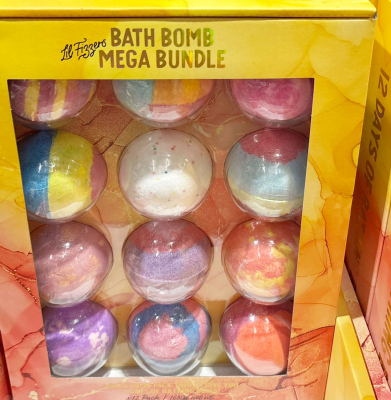 Lil Fizzers BATH BOMB
MEGA BUNDLE
12 DAYS OF